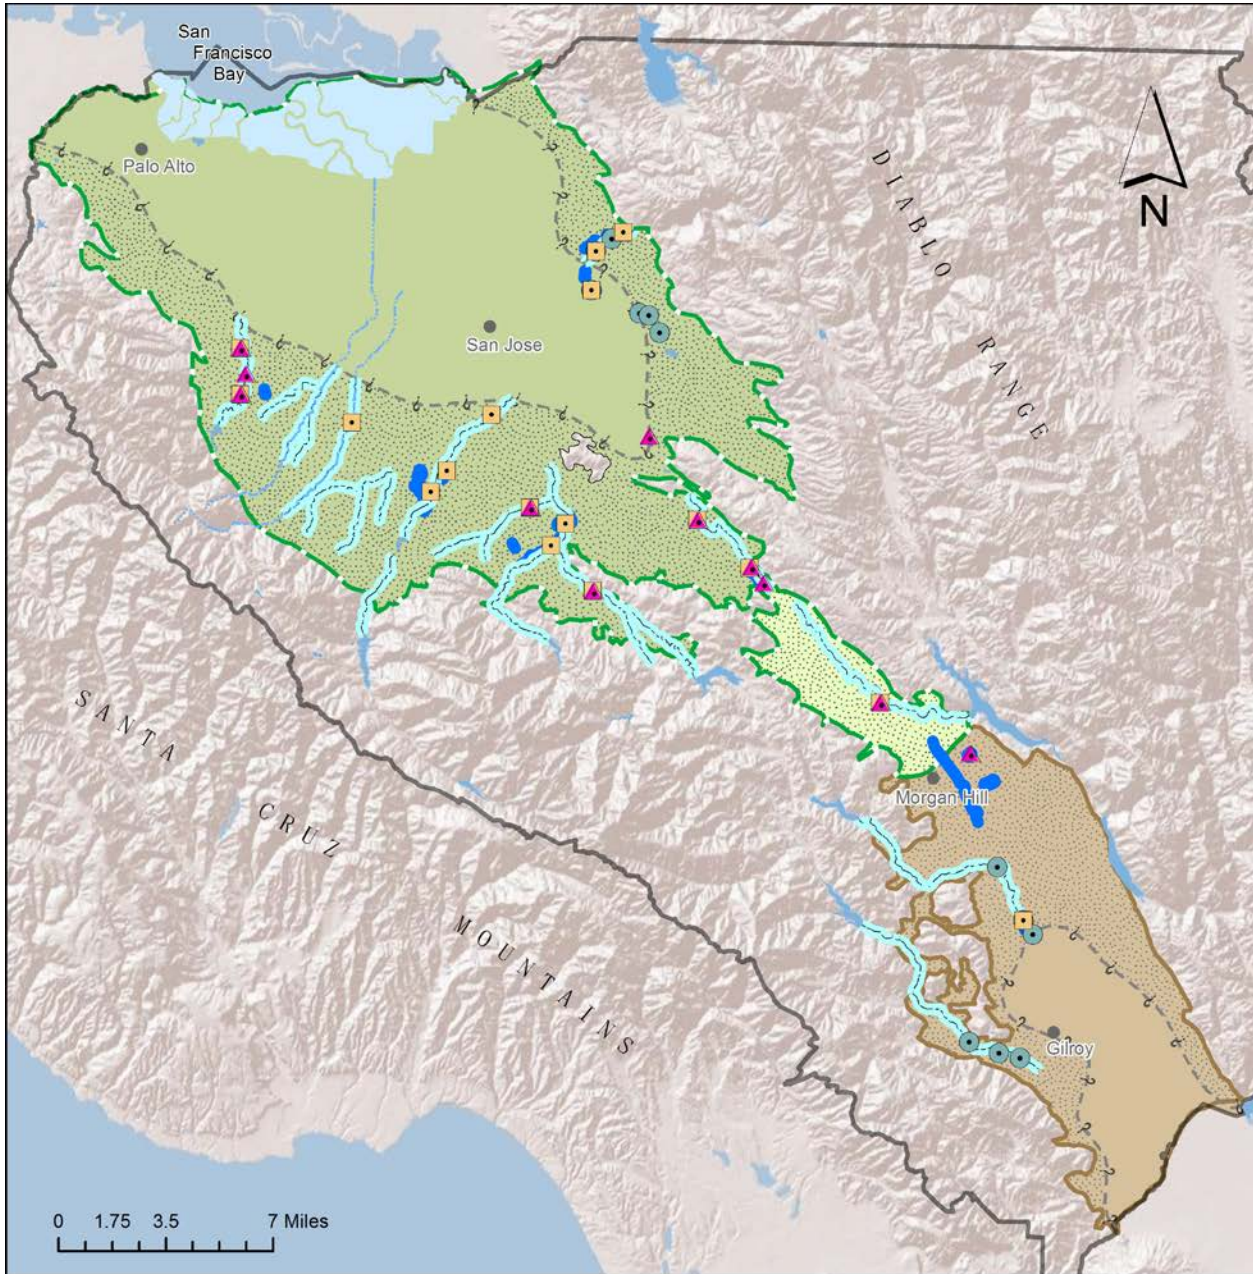 San
Francisco
Bay
Palo Alto
DIABLO
RANGE
N
San Jose
SANTA
CRUZ
MOUNTAINS
Morgan Hill
Gilroy
0 1.75 3.5 7 Miles